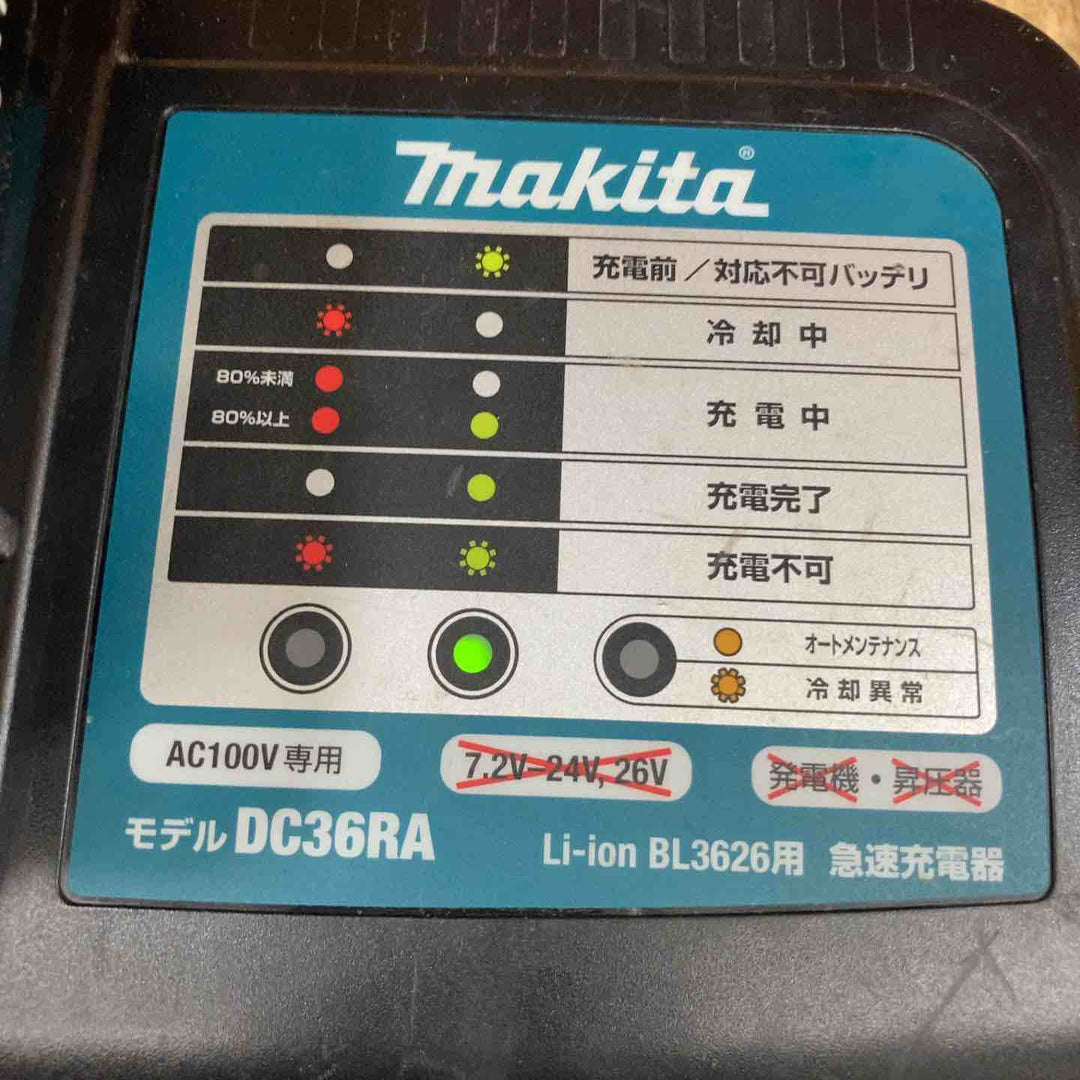 makita®
充電前／対応不可バッテリ
冷却中
80%未満
80%以上
充電中
充電完了
充電不可
オートメンテナンス
冷却異常
AC100V専用
7.2V–24V, 26V
発電機・昇圧器
モデル DC36RA
Li-ion BL3626用 急速充電器